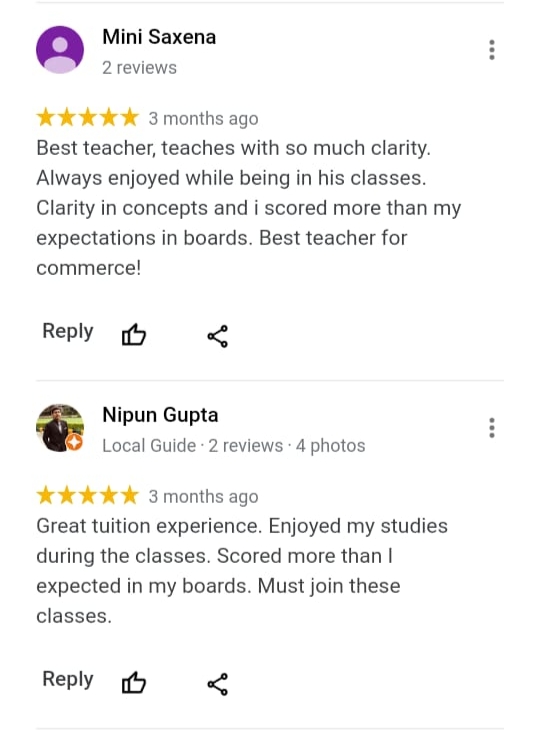 Mini Saxena
2 reviews
3 months ago
Best teacher, teaches with so much clarity.
Always enjoyed while being in his classes.
Clarity in concepts and i scored more than my
expectations in boards. Best teacher for
commerce!
Reply
Nipun Gupta
Local Guide · 2 reviews · 4 photos
3 months ago
Great tuition experience. Enjoyed my studies
during the classes. Scored more than I
expected in my boards. Must join these
classes.
Reply